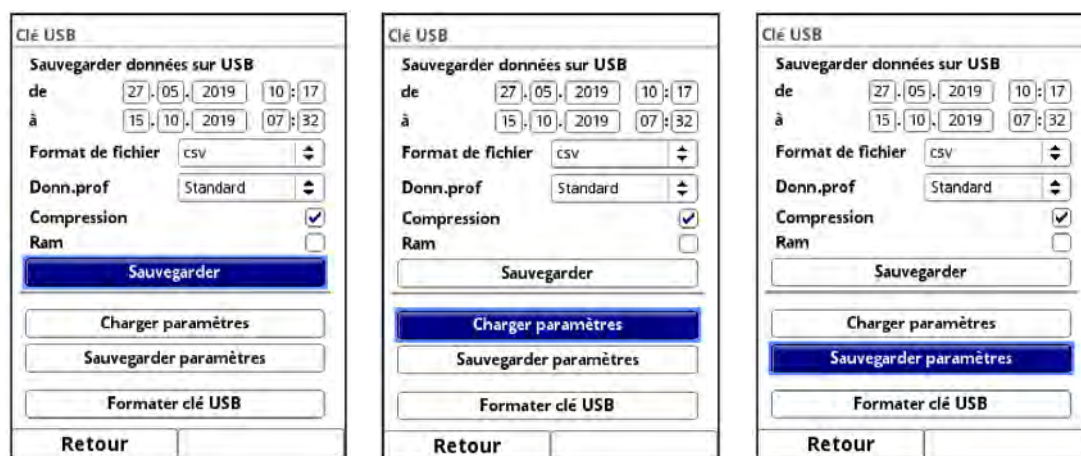 Clé USB
Sauvegarder données sur USB
de 27.05.2019 10:17
à 15.10.2019 07:32
Format de fichier csv
Donn.prof Standard
Compression
Ram
Sauvegarder
Charger paramètres
Sauvegarder paramètres
Formater clé USB
Retour
Clé USB
Sauvegarder données sur USB
de 27.05.2019 10:17
à 15.10.2019 07:32
Format de fichier csv
Donn.prof Standard
Compression
Ram
Sauvegarder
Charger paramètres
Sauvegarder paramètres
Formater clé USB
Retour
Clé USB
Sauvegarder données sur USB
de 27.05.2019 10:17
à 15.10.2019 07:32
Format de fichier csv
Donn.prof Standard
Compression
Ram
Sauvegarder
Charger paramètres
Sauvegarder paramètres
Formater clé USB
Retour